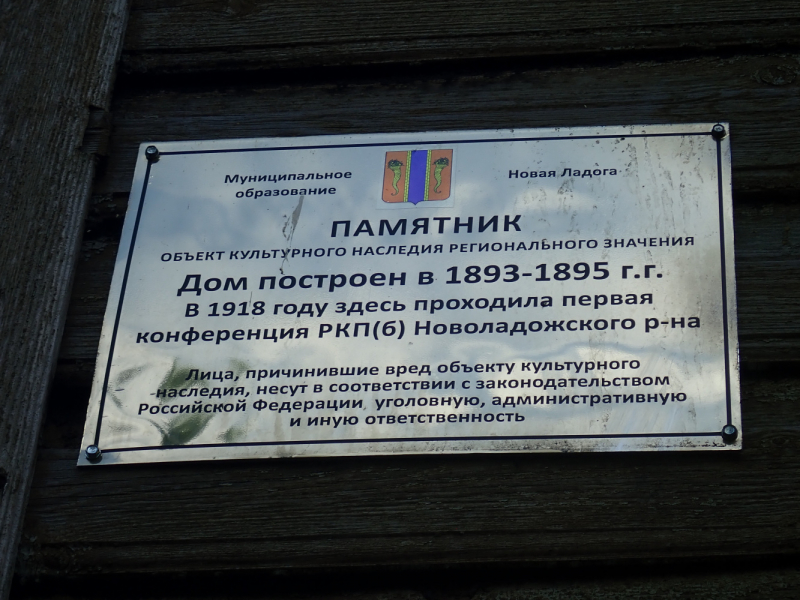 Муниципальное
образование
Новая Ладога
ПАМЯТНИК
ОБЪЕКТ КУЛЬТУРНОГО НАСЛЕДИЯ РЕГИОНАЛЬНОГО ЗНАЧЕНИЯ
Дом построен в 1893-1895 г.г.
В 1918 году здесь проходила первая
конференция РКП(б) Новоладожского р-на
Лица, причинившие вред объекту культурного
наследия, несут в соответствии с законодательством
Российской Федерации уголовную, административную
и иную ответственность